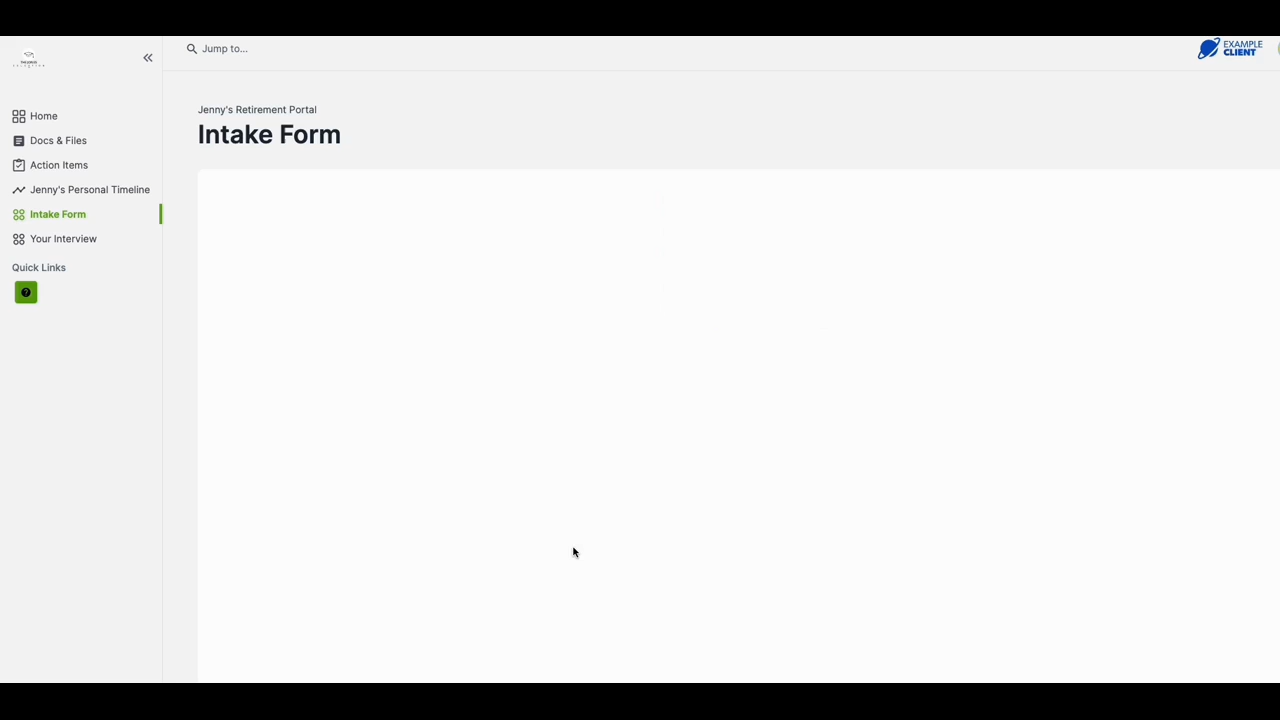 Jump to...
EXAMPLE
CLIENT
Home
Docs & Files
Action Items
Jenny's Personal Timeline
Intake Form
Your Interview
Quick Links
Jenny's Retirement Portal
Intake Form